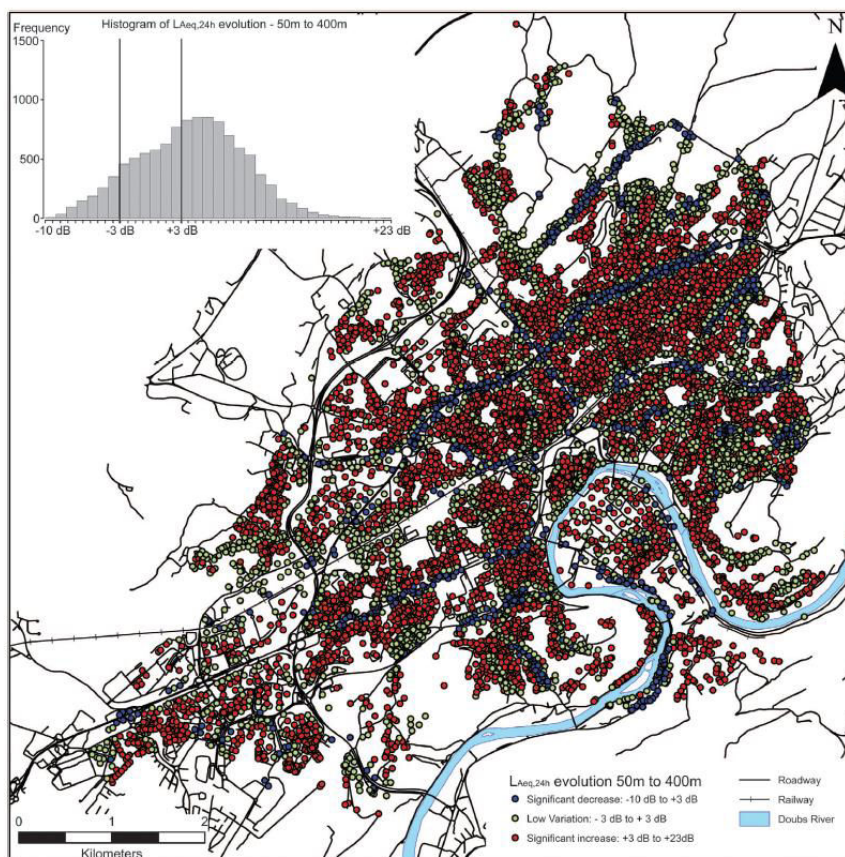 Frequency
Histogram of LAeq,24h evolution - 50m to 400m
1500
1000
500
0
-10 dB -3 dB +3 dB +23 dB
N
LAeq,24h evolution 50m to 400m
Significant decrease: -10 dB to +3 dB
Low Variation: - 3 dB to + 3 dB
Significant increase: +3 dB to +23dB
Roadway
Railway
Doubs River
0 1 2
Kilometers